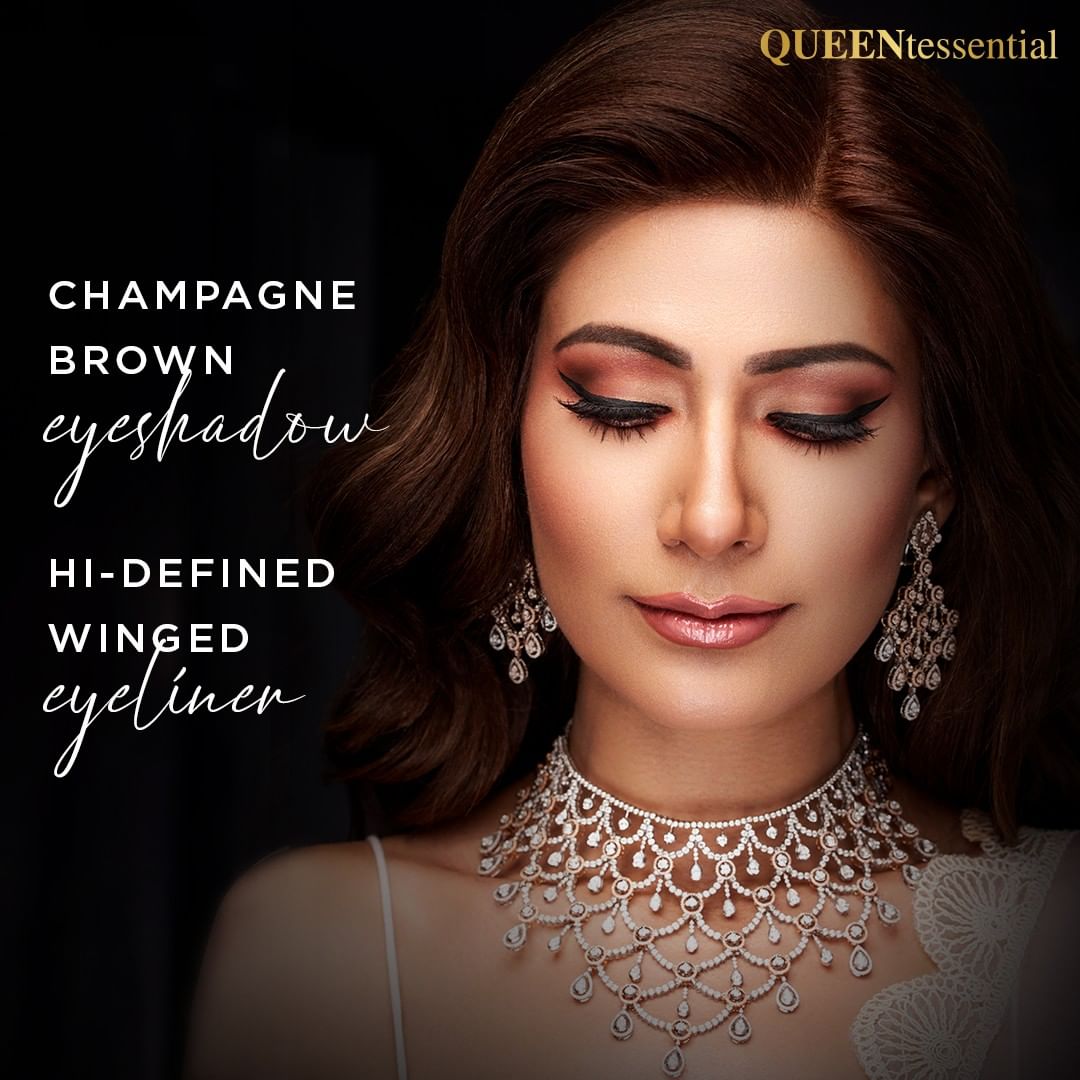 QUEENtessential
CHAMPAGNE
BROWN
eyeshadow
HI-DEFINED
WINGED
eyeliner